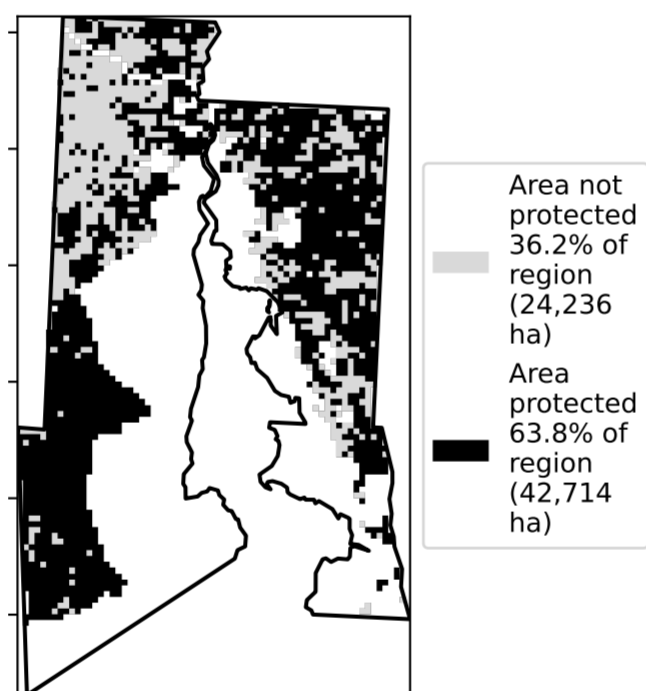 Area not
protected
36.2% of
region
(24,236
ha)
Area
protected
63.8% of
region
(42,714
ha)